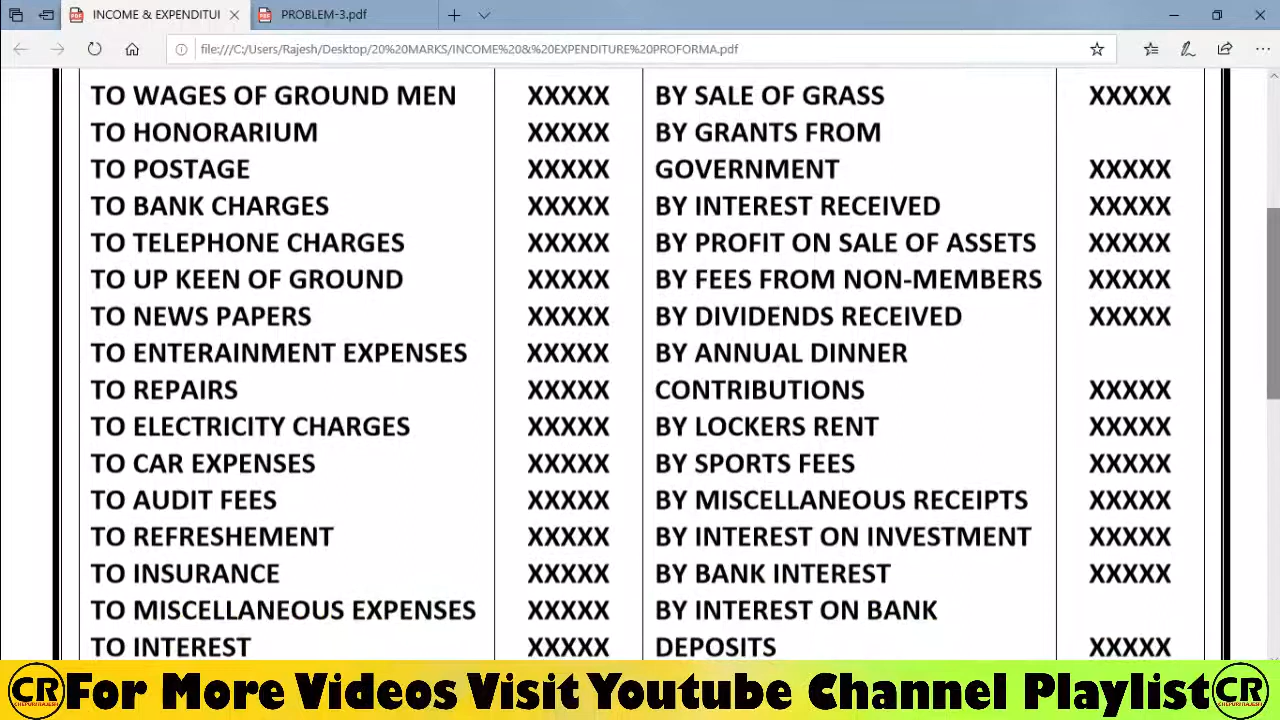 INCOME & EXPENDITUI
PROBLEM-3.pdf
file:///C:/Users/Rajesh/Desktop/20%20MARKS/INCOME%20&%20EXPENDITURE%20PROFORMA.pdf
TO WAGES OF GROUND MEN XXXXX BY SALE OF GRASS XXXXX
TO HONORARIUM XXXXX BY GRANTS FROM
TO POSTAGE XXXXX GOVERNMENT XXXXX
TO BANK CHARGES XXXXX BY INTEREST RECEIVED XXXXX
TO TELEPHONE CHARGES XXXXX BY PROFIT ON SALE OF ASSETS XXXXX
TO UP KEEN OF GROUND XXXXX BY FEES FROM NON-MEMBERS XXXXX
TO NEWS PAPERS XXXXX BY DIVIDENDS RECEIVED XXXXX
TO ENTERAINMENT EXPENSES XXXXX BY ANNUAL DINNER
TO REPAIRS XXXXX CONTRIBUTIONS XXXXX
TO ELECTRICITY CHARGES XXXXX BY LOCKERS RENT XXXXX
TO CAR EXPENSES XXXXX BY SPORTS FEES XXXXX
TO AUDIT FEES XXXXX BY MISCELLANEOUS RECEIPTS XXXXX
TO REFRESHEMENT XXXXX BY INTEREST ON INVESTMENT XXXXX
TO INSURANCE XXXXX BY BANK INTEREST XXXXX
TO MISCELLANEOUS EXPENSES XXXXX BY INTEREST ON BANK
TO INTEREST XXXXX DEPOSITS XXXXX
CR For More Videos Visit Youtube Channel Playlist CR
CHEPURI RAJESH CHEPURI RAJESH